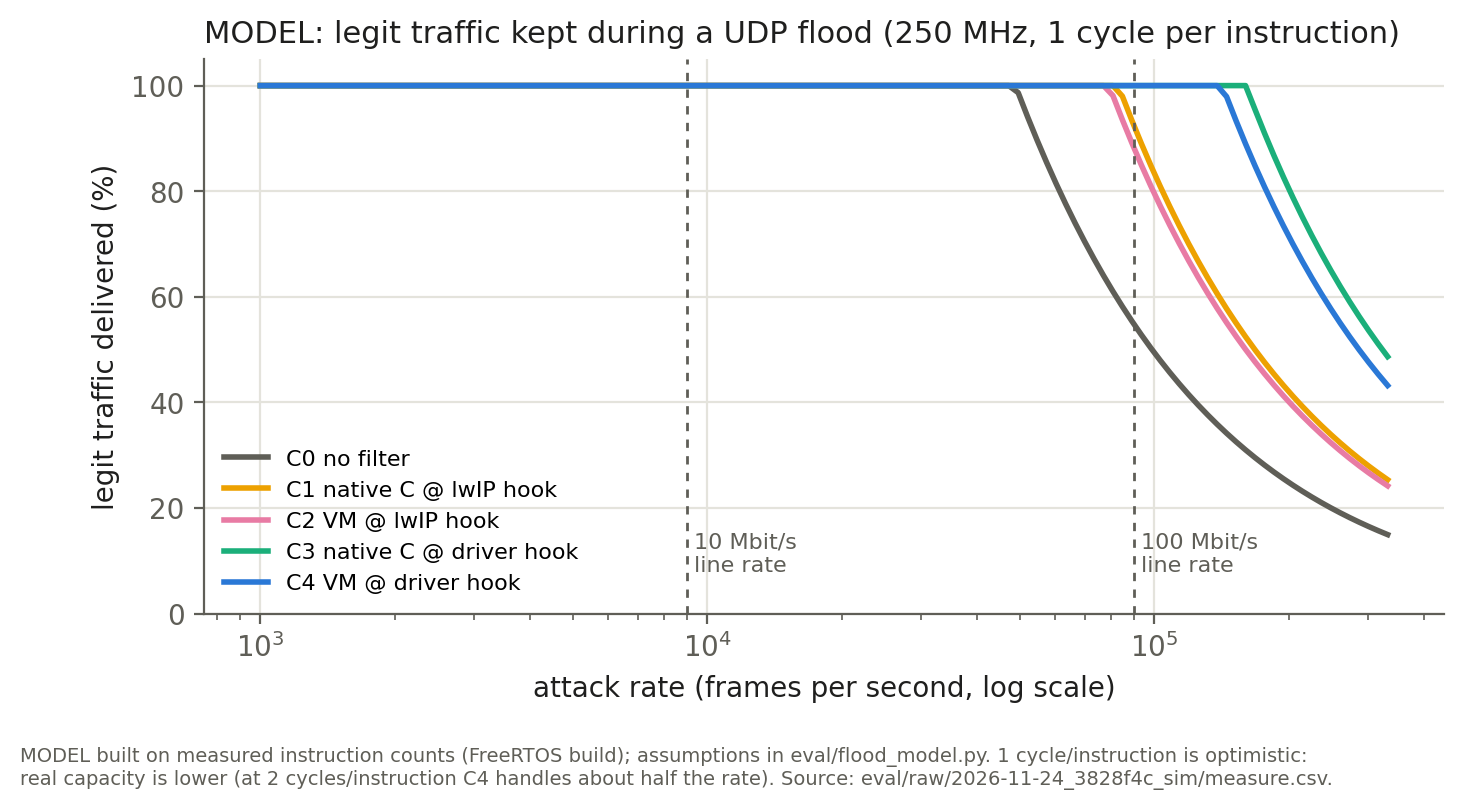 MODEL: legit traffic kept during a UDP flood (250 MHz, 1 cycle per instruction)
legit traffic delivered (%)
100
80
60
40
20
0
C0 no filter
C1 native C @ lwIP hook
C2 VM @ lwIP hook
C3 native C @ driver hook
C4 VM @ driver hook
10 Mbit/s
line rate
100 Mbit/s
line rate
10³
10⁴
10⁵
attack rate (frames per second, log scale)
MODEL built on measured instruction counts (FreeRTOS build); assumptions in eval/flood_model.py. 1 cycle/instruction is optimistic:
real capacity is lower (at 2 cycles/instruction C4 handles about half the rate). Source: eval/raw/2026-11-24_3828f4c_sim/measure.csv.